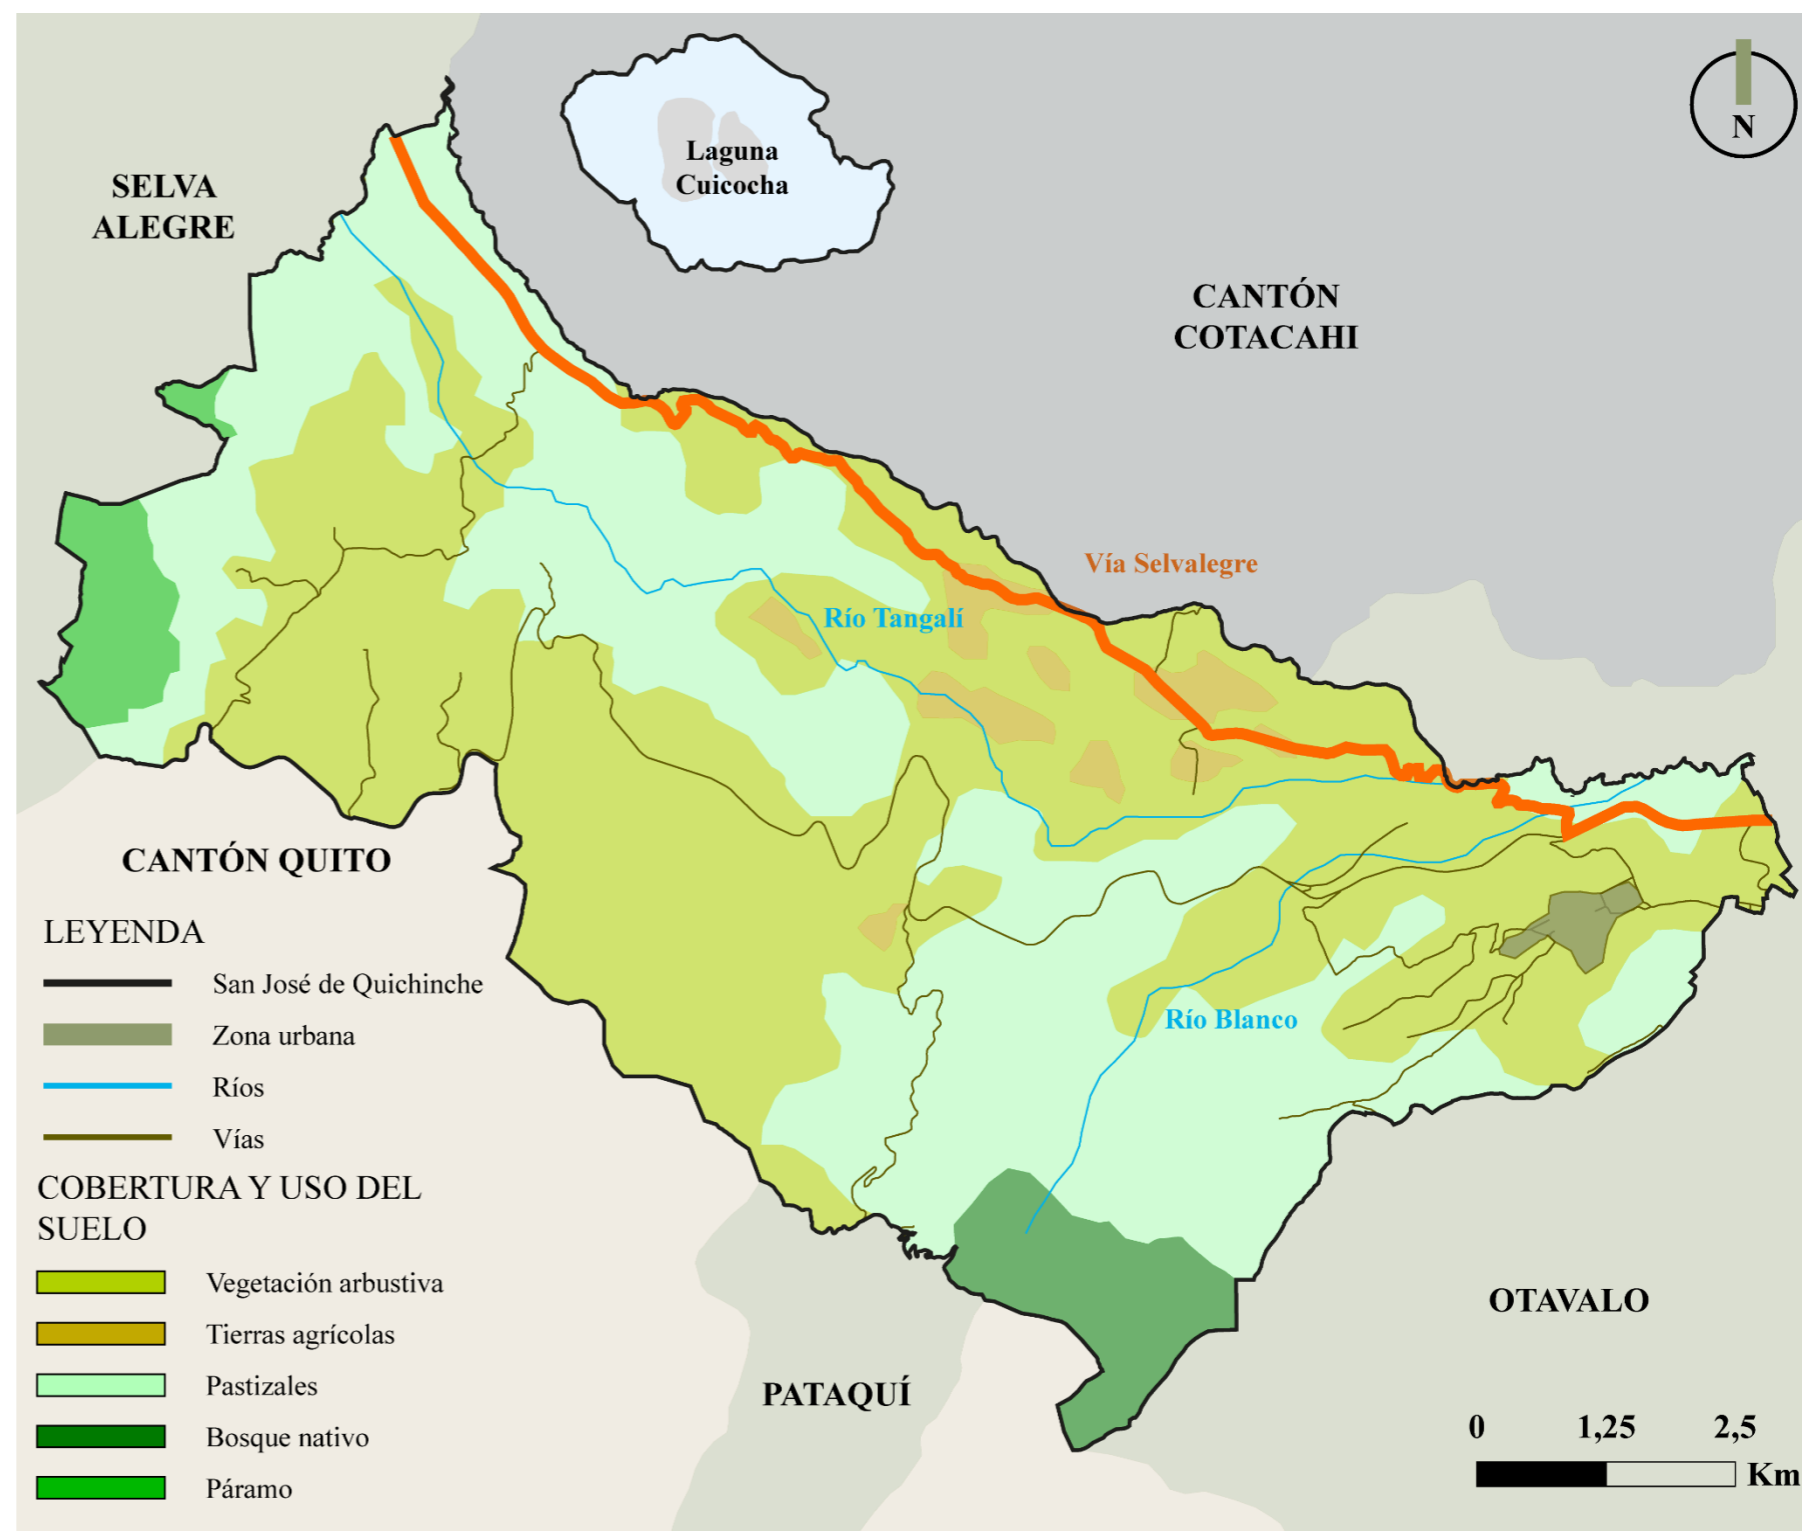 Laguna
Cuicocha
N
SELVA
ALEGRE
CANTÓN
COTACAHI
Vía Selvalegre
Río Tangalí
CANTÓN QUITO
LEYENDA
San José de Quichinche
Zona urbana
Ríos
Vías
Río Blanco
COBERTURA Y USO DEL
SUELO
Vegetación arbustiva
Tierras agrícolas
Pastizales
Bosque nativo
Páramo
PATAQUÍ
OTAVALO
0 1,25 2,5
Km